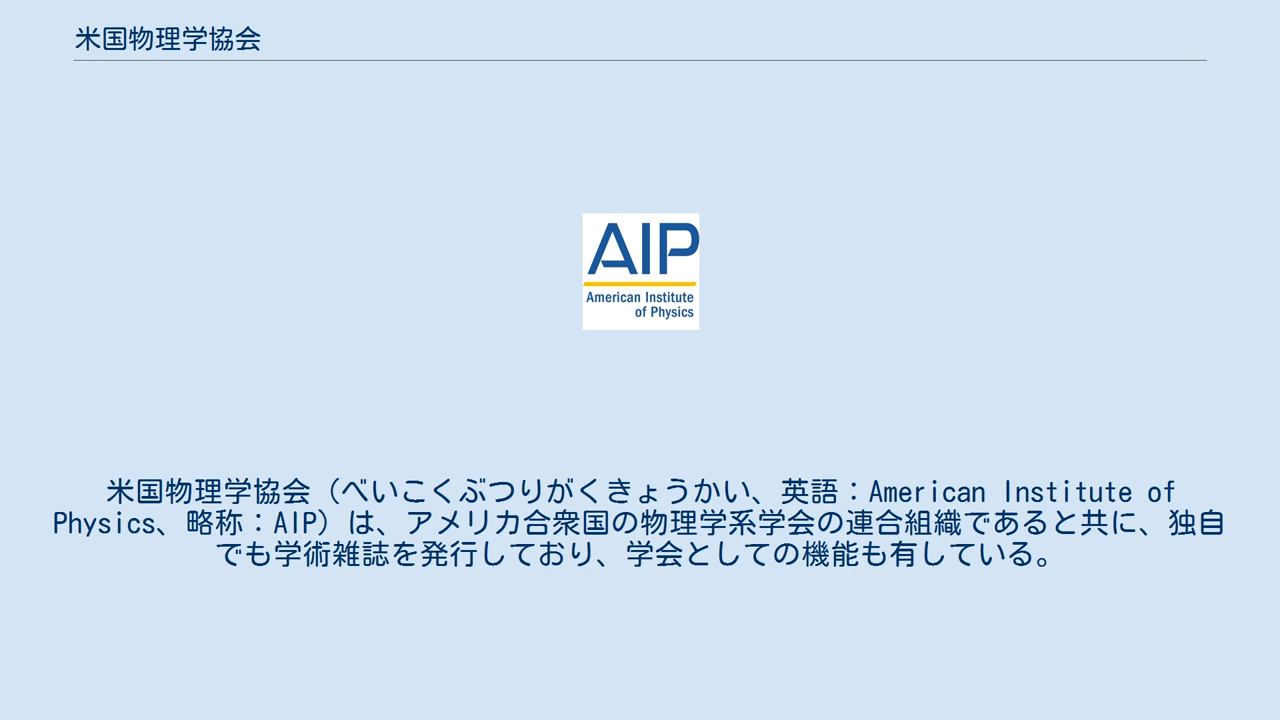 米国物理学協会
AIP
American Institute
of Physics
米国物理学協会（べいこくぶつりがくきょうかい、英語：American Institute of
Physics、略称：AIP）は、アメリカ合衆国の物理学系学会の連合組織であると共に、独自
でも学術雑誌を発行しており、学会としての機能も有している。